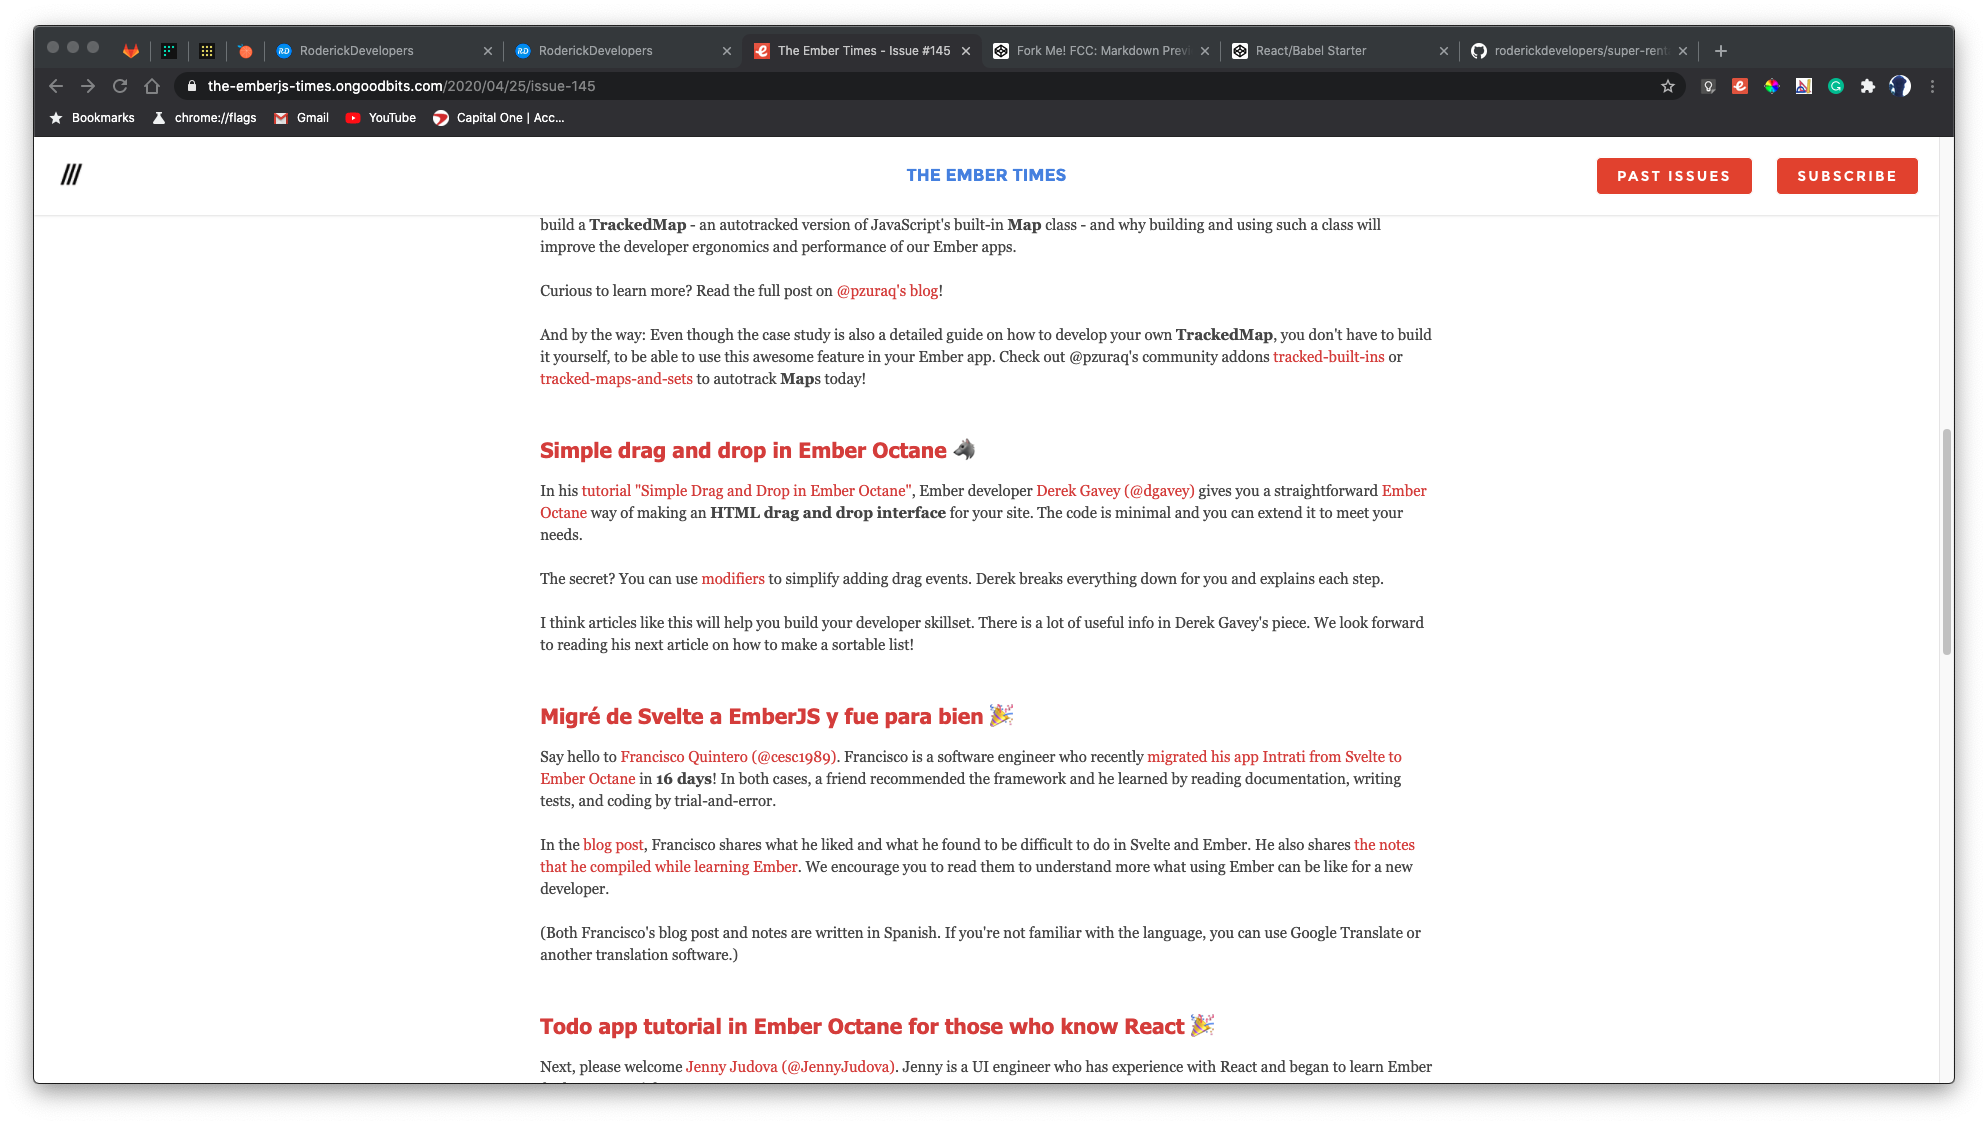 RoderickDevelopers
RoderickDevelopers
The Ember Times - Issue #145
Fork Me! FCC: Markdown Previ
React/Babel Starter
roderickdevelopers/super-renta
the-emberjs-times.ongoodbits.com/2020/04/25/issue-145
Bookmarks chrome://flags Gmail YouTube Capital One | Acc...
THE EMBER TIMES
PAST ISSUES
SUBSCRIBE
build a TrackedMap - an autotracked version of JavaScript's built-in Map class - and why building and using such a class will
improve the developer ergonomics and performance of our Ember apps.
Curious to learn more? Read the full post on @pzuraq's blog!
And by the way: Even though the case study is also a detailed guide on how to develop your own TrackedMap, you don't have to build
it yourself, to be able to use this awesome feature in your Ember app. Check out @pzuraq's community addons tracked-built-ins or
tracked-maps-and-sets to autotrack Maps today!
Simple drag and drop in Ember Octane 🐺
In his tutorial "Simple Drag and Drop in Ember Octane", Ember developer Derek Gavey (@dgavey) gives you a straightforward Ember
Octane way of making an HTML drag and drop interface for your site. The code is minimal and you can extend it to meet your
needs.
The secret? You can use modifiers to simplify adding drag events. Derek breaks everything down for you and explains each step.
I think articles like this will help you build your developer skillset. There is a lot of useful info in Derek Gavey's piece. We look forward
to reading his next article on how to make a sortable list!
Migré de Svelte a EmberJS y fue para bien 🎉
Say hello to Francisco Quintero (@cesc1989). Francisco is a software engineer who recently migrated his app Intrati from Svelte to
Ember Octane in 16 days! In both cases, a friend recommended the framework and he learned by reading documentation, writing
tests, and coding by trial-and-error.
In the blog post, Francisco shares what he liked and what he found to be difficult to do in Svelte and Ember. He also shares the notes
that he compiled while learning Ember. We encourage you to read them to understand more what using Ember can be like for a new
developer.
(Both Francisco's blog post and notes are written in Spanish. If you're not familiar with the language, you can use Google Translate or
another translation software.)
Todo app tutorial in Ember Octane for those who know React 🎉
Next, please welcome Jenny Judova (@JennyJudova). Jenny is a UI engineer who has experience with React and began to learn Ember